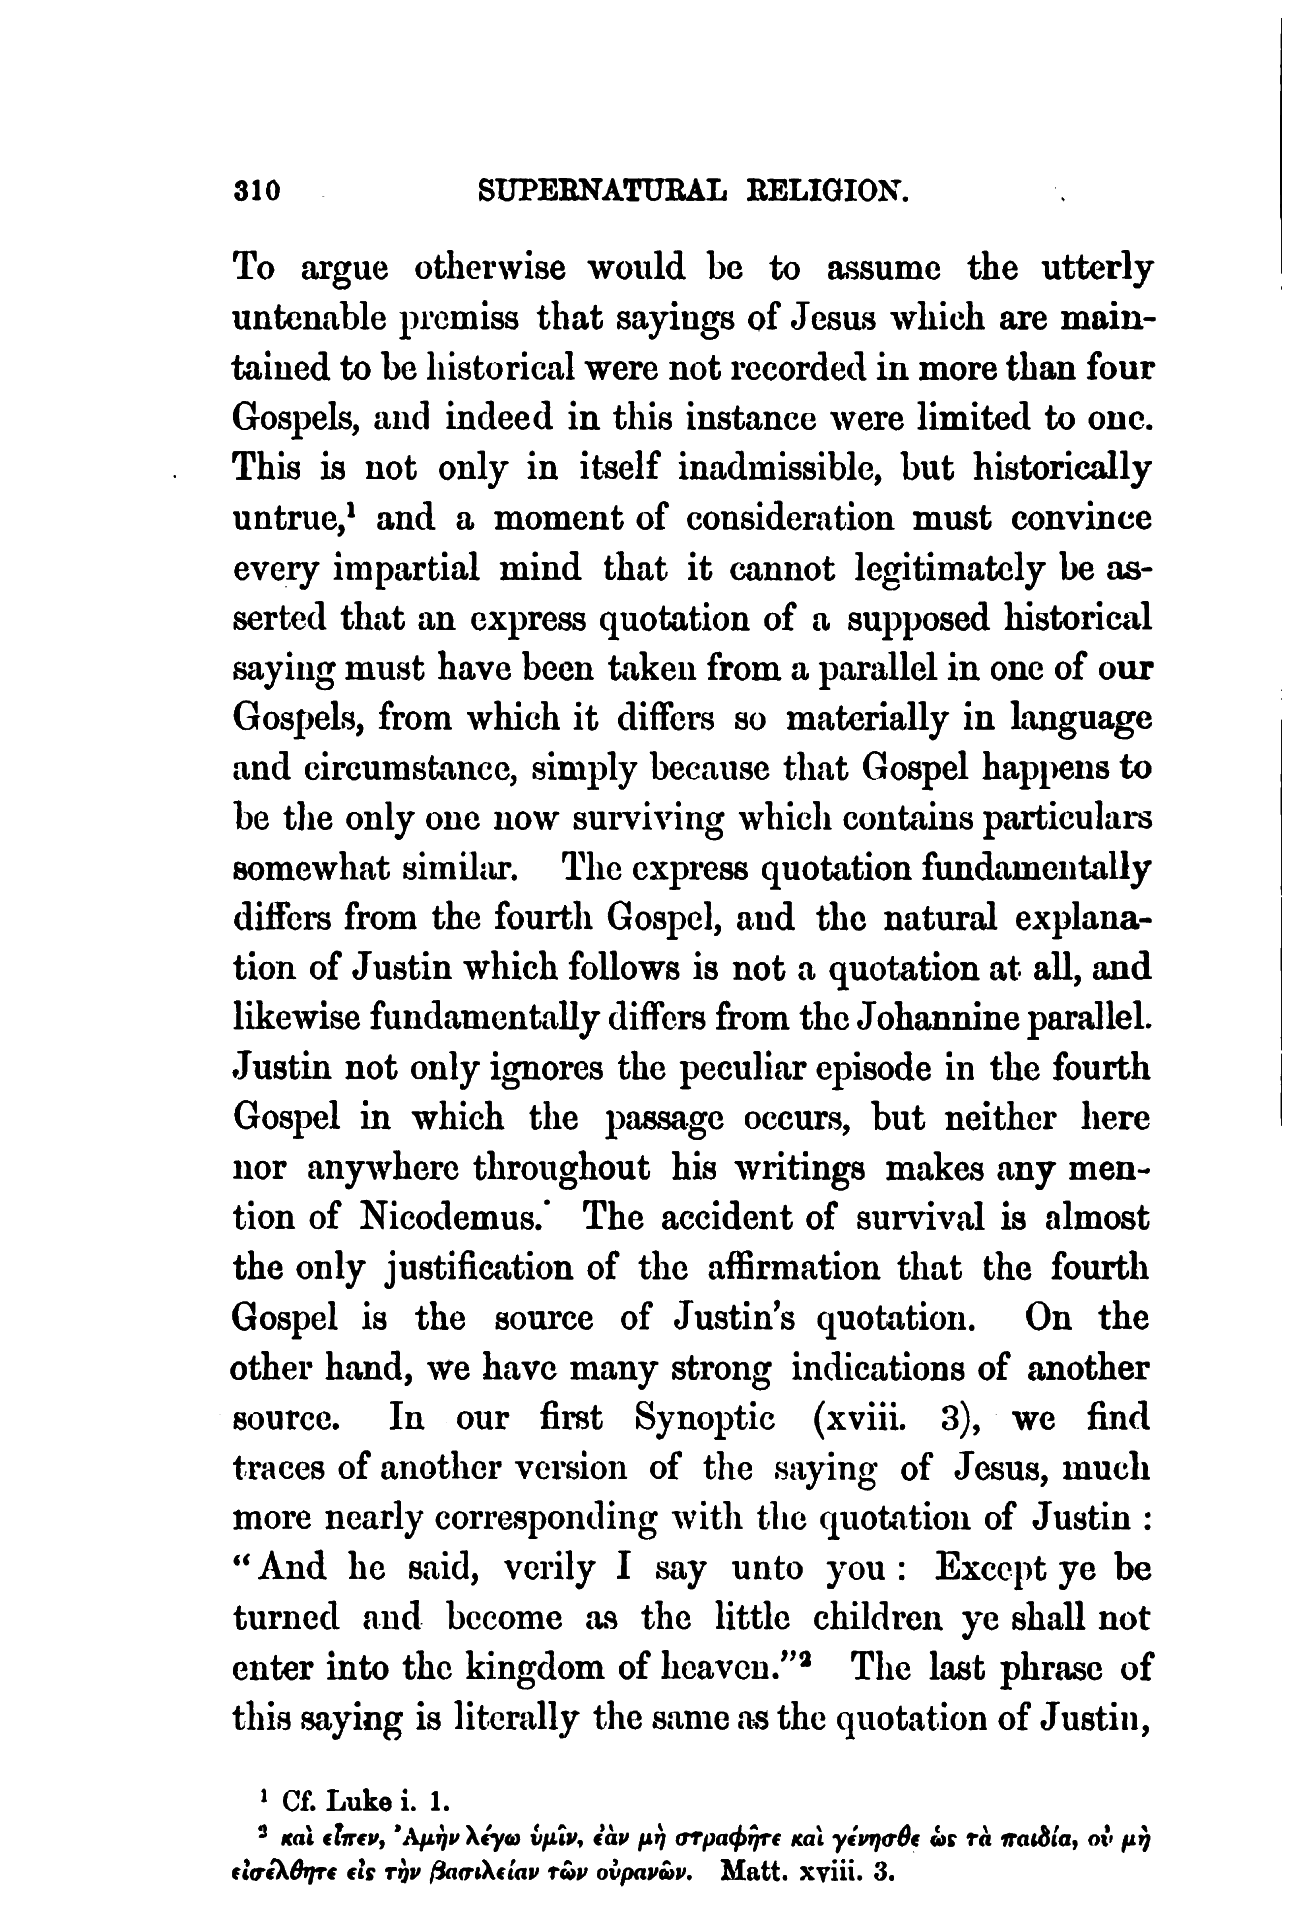 310 SUPERNATURAL RELIGION.
To argue otherwise would be to assume the utterly
untenable premiss that sayings of Jesus which are main-
tained to be historical were not recorded in more than four
Gospels, and indeed in this instance were limited to one.
This is not only in itself inadmissible, but historically
untrue,¹ and a moment of consideration must convince
every impartial mind that it cannot legitimately be as-
serted that an express quotation of a supposed historical
saying must have been taken from a parallel in one of our
Gospels, from which it differs so materially in language
and circumstance, simply because that Gospel happens to
be the only one now surviving which contains particulars
somewhat similar. The express quotation fundamentally
differs from the fourth Gospel, and the natural explana-
tion of Justin which follows is not a quotation at all, and
likewise fundamentally differs from the Johannine parallel.
Justin not only ignores the peculiar episode in the fourth
Gospel in which the passage occurs, but neither here
nor anywhere throughout his writings makes any men-
tion of Nicodemus. The accident of survival is almost
the only justification of the affirmation that the fourth
Gospel is the source of Justin's quotation. On the
other hand, we have many strong indications of another
source. In our first Synoptic (xviii. 3), we find
traces of another version of the saying of Jesus, much
more nearly corresponding with the quotation of Justin :
“And he said, verily I say unto you : Except ye be
turned and become as the little children ye shall not
enter into the kingdom of heaven.”² The last phrase of
this saying is literally the same as the quotation of Justin,
¹ Cf. Luke i. 1.
² καὶ εἶπεν, Ἀμὴν λέγω ὑμῖν, ἐὰν μὴ στραφῆτε καὶ γένησθε ὡς τὰ παιδία, οὐ μὴ
εἰσέλθητε εἰς τὴν βασιλείαν τῶν οὐρανῶν. Matt. xviii. 3.